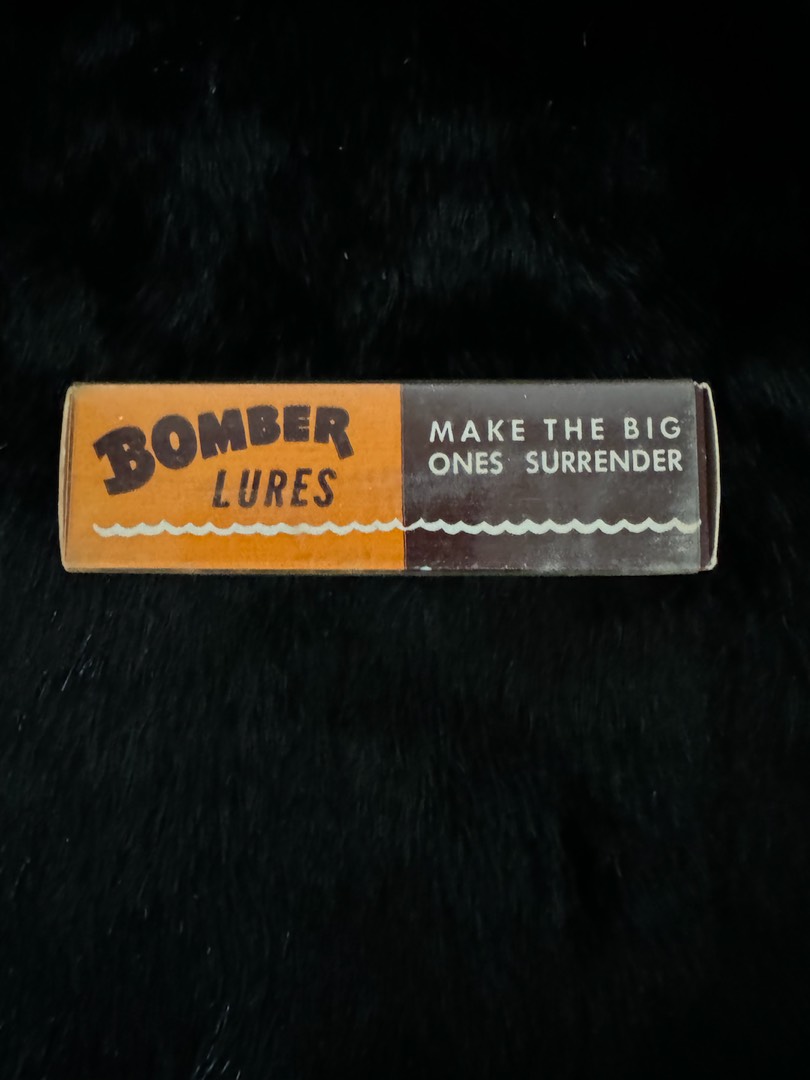 BOMBER
LURES
MAKE THE BIG
ONES SURRENDER